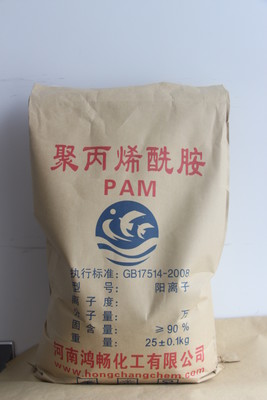 聚丙烯酰胺
PAM
执行标准: GB17514-2008
型号: 阳离子
离子度:
分子量: 万
固含量: ≥90%
重量: 25±0.1kg
河南鸿畅化工有限公司
www.hongchangchem.com